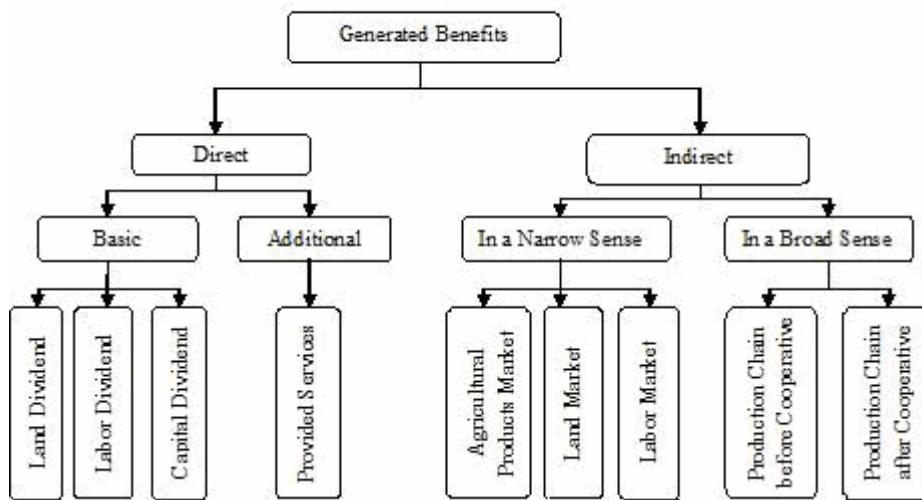 Generated Benefits
Direct
Indirect
Basic
Additional
In a Narrow Sense
In a Broad Sense
Land Dividend
Labor Dividend
Capital Dividend
Provided Services
Agricultural
Products Market
Land Market
Labor Market
Production Chain
before Cooperative
Production Chain
after Cooperative